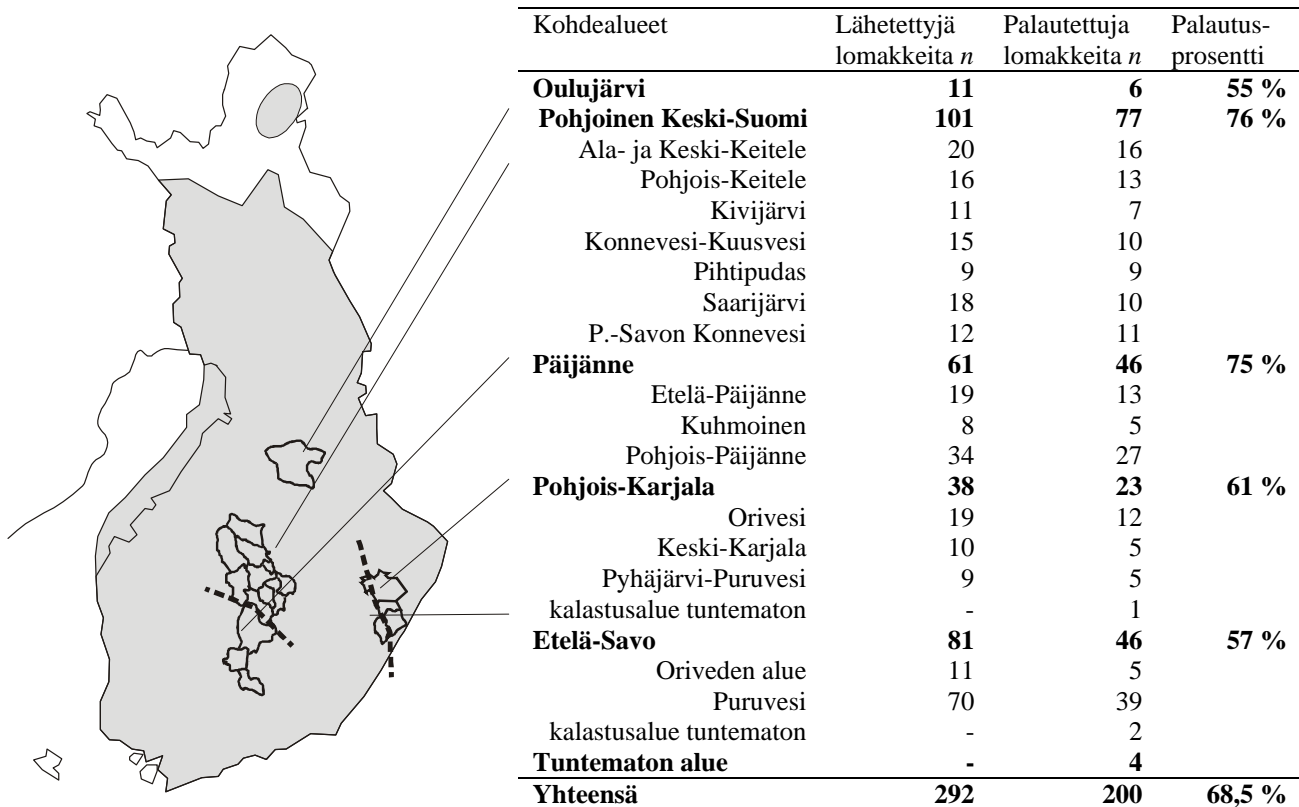 Kohdealueet Lähetettyjä Palautettuja Palautus-
lomakkeita n lomakkeita n prosentti
Oulujärvi 11 6 55 %
Pohjoinen Keski-Suomi 101 77 76 %
Ala- ja Keski-Keitele 20 16
Pohjois-Keitele 16 13
Kivijärvi 11 7
Konnevesi-Kuusvesi 15 10
Pihtipudas 9 9
Saarijärvi 18 10
P.-Savon Konnevesi 12 11
Päijänne 61 46 75 %
Etelä-Päijänne 19 13
Kuhmoinen 8 5
Pohjois-Päijänne 34 27
Pohjois-Karjala 38 23 61 %
Orivesi 19 12
Keski-Karjala 10 5
Pyhäjärvi-Puruvesi 9 5
kalastusalue tuntematon - 1
Etelä-Savo 81 46 57 %
Oriveden alue 11 5
Puruvesi 70 39
kalastusalue tuntematon - 2
Tuntematon alue - 4
Yhteensä 292 200 68,5 %